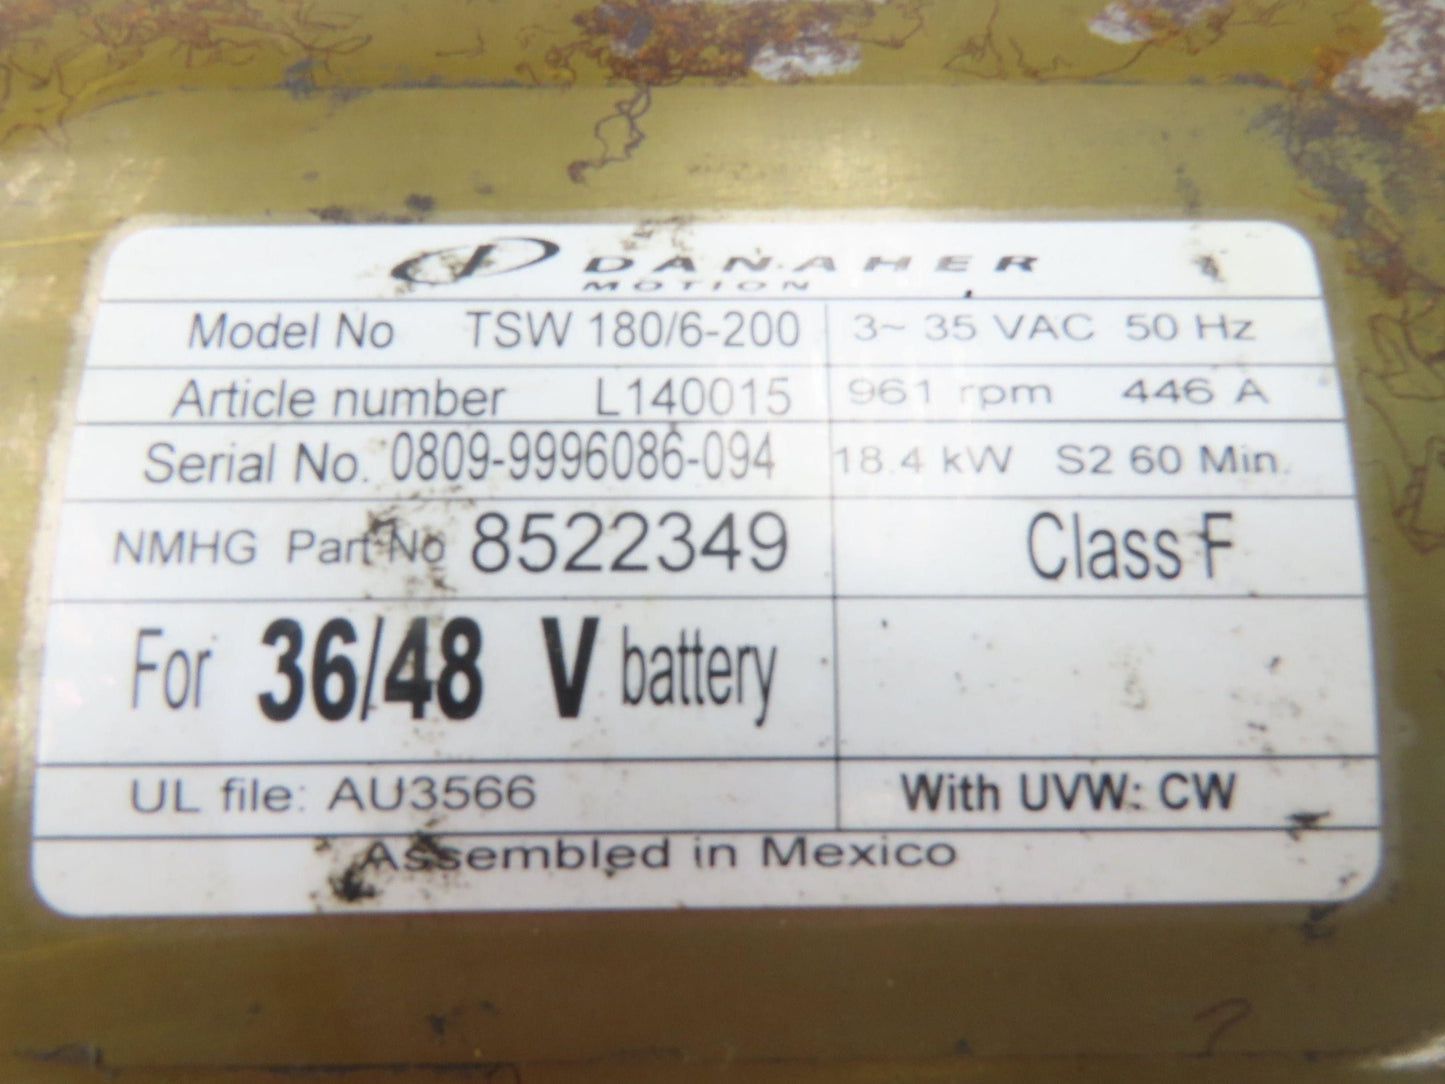 DANAHER
MOTION
Model No TSW 180/6-200 3~ 35 VAC 50 Hz
Article number L140015 961 rpm 446 A
Serial No. 0809-9996086-094 18.4 kW S2 60 Min.
NMHG Part No 8522349 Class F
For 36/48 V battery
UL file: AU3566 With UVW: CW
Assembled in Mexico